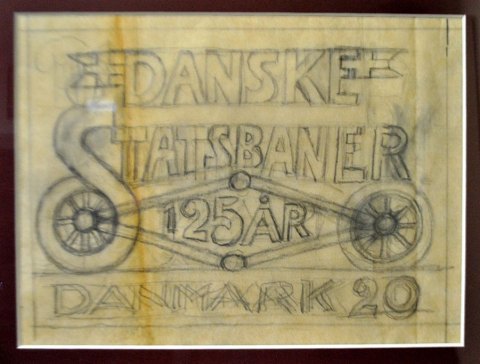 DANSKE
STATSBANER
125 ÅR
DANMARK 20